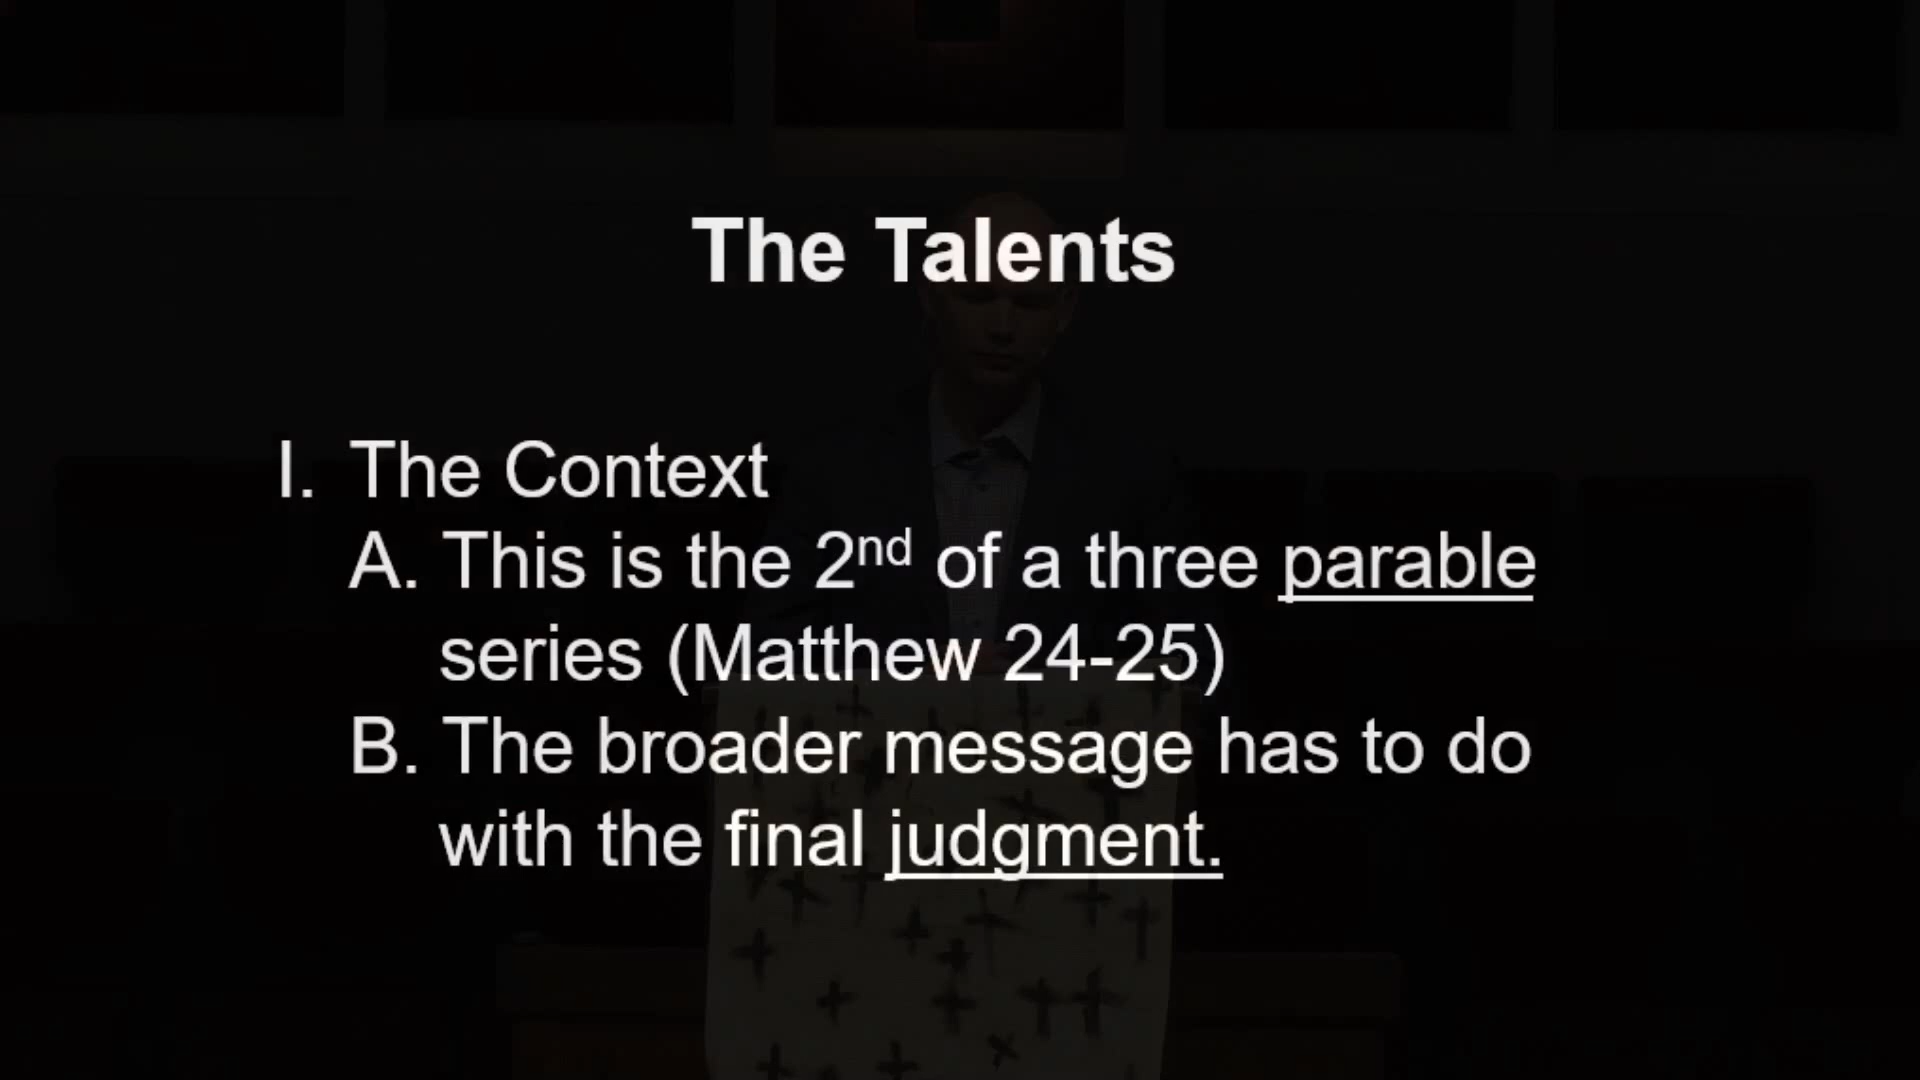 The Talents
I. The Context
A. This is the 2nd of a three parable
series (Matthew 24-25)
B. The broader message has to do
with the final judgment.